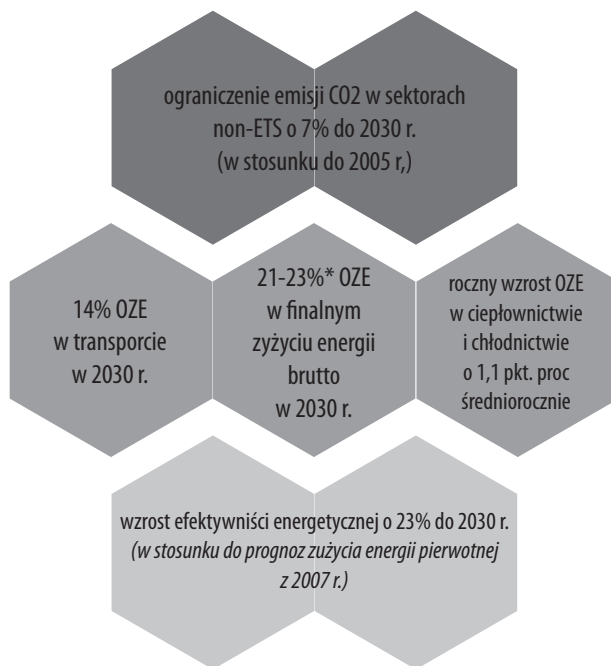 ograniczenie emisji CO2 w sektorach
non-ETS o 7% do 2030 r.
(w stosunku do 2005 r,)
14% OZE
w transporcie
w 2030 r.
21-23%* OZE
w finalnym
zyżyciu energii
brutto
w 2030 r.
roczny wzrost OZE
w ciepłownictwie
i chłodnictwie
o 1,1 pkt. proc
średniorocznie
wzrost efektywniści energetycznej o 23% do 2030 r.
(w stosunku do prognoz zużycia energii pierwotnej
z 2007 r.)